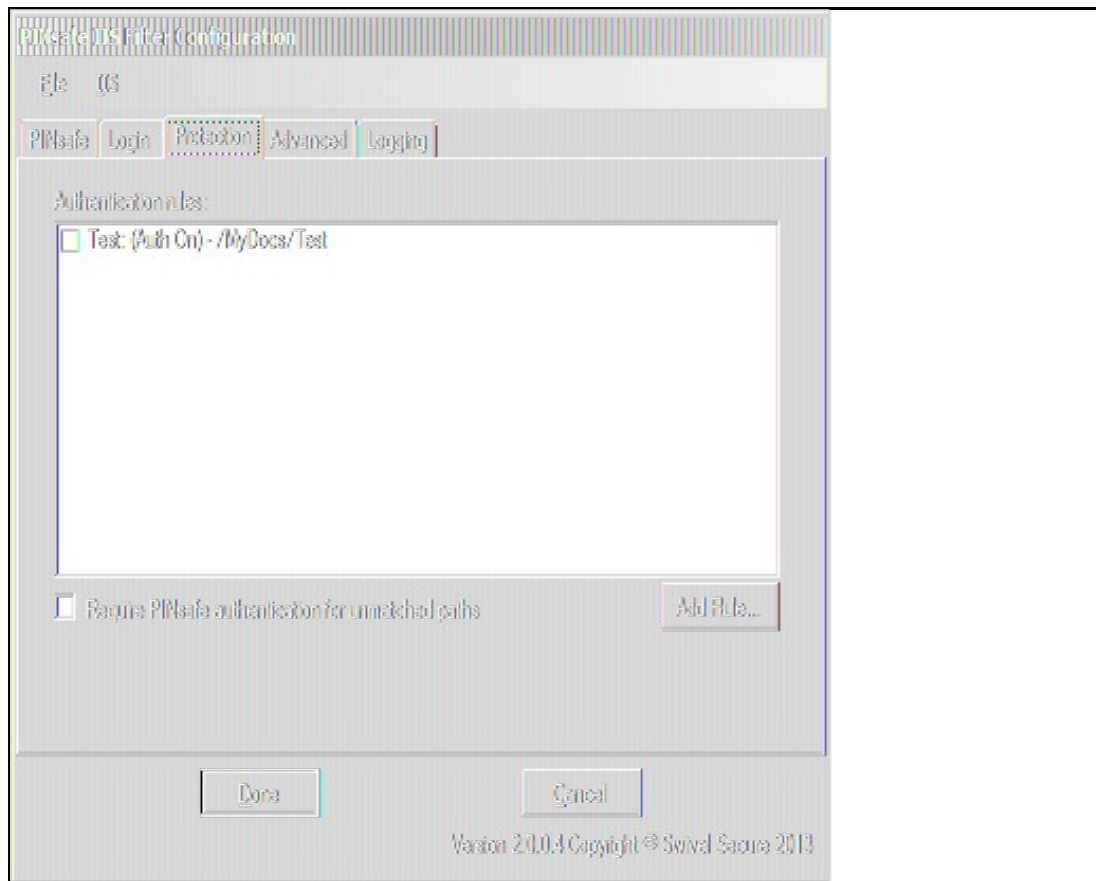 PINsafe IIS Filter Configuration
File IIS
PINsafe Login Protection Advanced Logging
Authentication rules:
Test: (Auth On) - /MyDocs/Test
Require PINsafe authentication for unmatched paths
Add Rule...
Done Cancel
Version 2.0.0.4 Copyright © Swivel Secure 2013